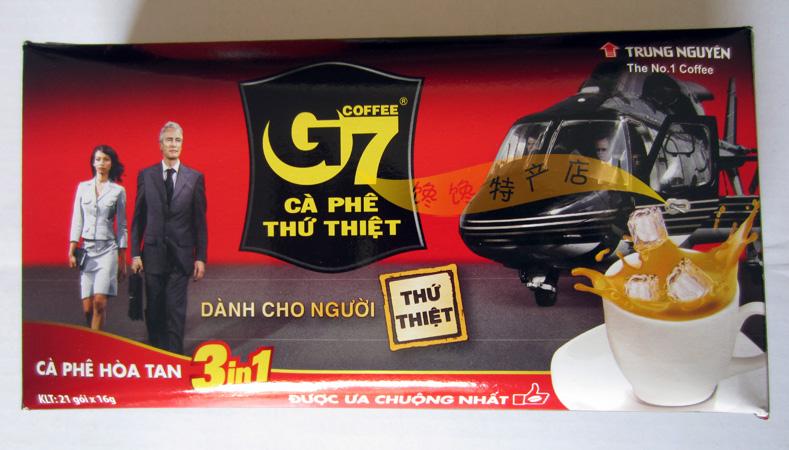 TRUNG NGUYÊN
The No.1 Coffee
COFFEE®
G7
CÀ PHÊ
THỨ THIỆT
馋馋特产店
DÀNH CHO NGƯỜI
THỨ
THIỆT
CÀ PHÊ HÒA TAN 3in1
KLT: 21 gói x 16g
ĐƯỢC ƯA CHUỘNG NHẤT